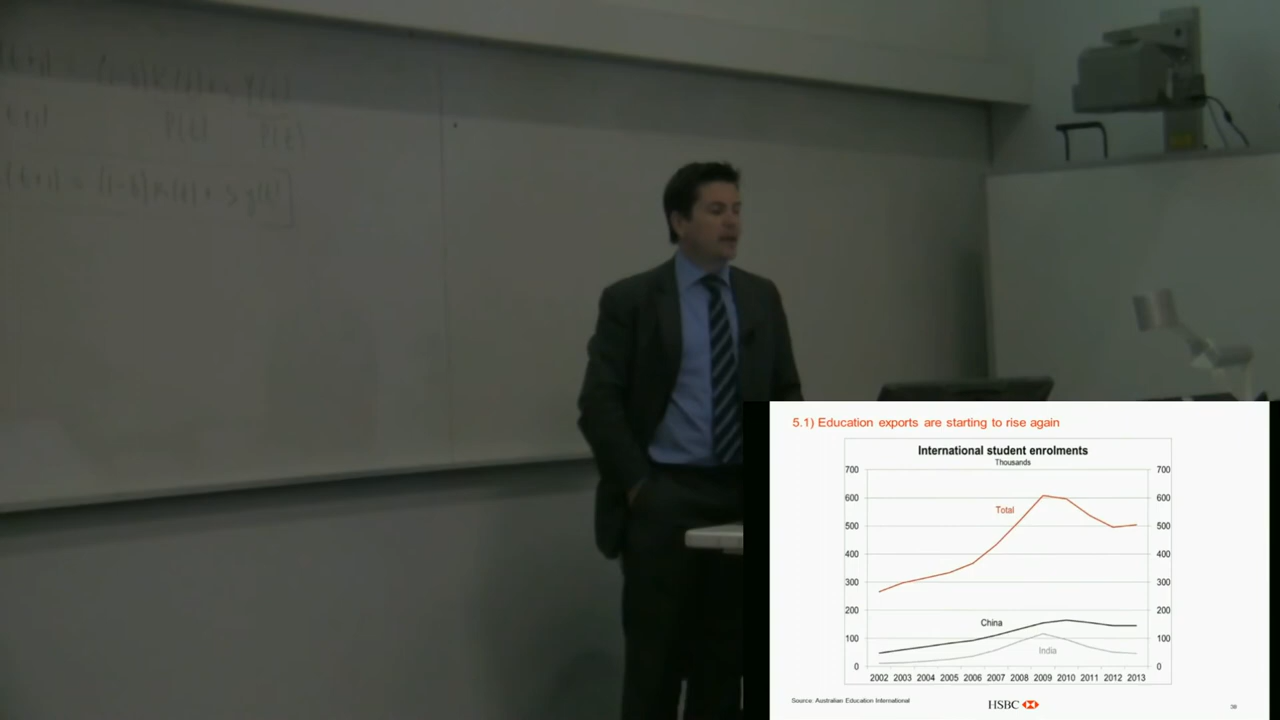 P(t) P(t)
5.1) Education exports are starting to rise again
International student enrolments
Thousands
700 700
600 600
500 500
400 400
300 300
200 200
100 100
0 0
Total
China
India
2002 2003 2004 2005 2006 2007 2008 2009 2010 2011 2012 2013
Source: Australian Education International
HSBC
38